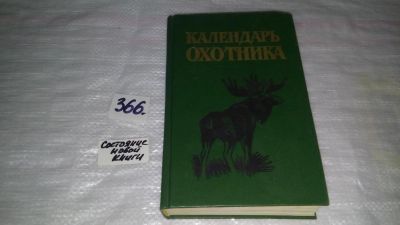 КАЛЕНДАРЬ
ОХОТНИКА
366.
Состояние
новой
книги